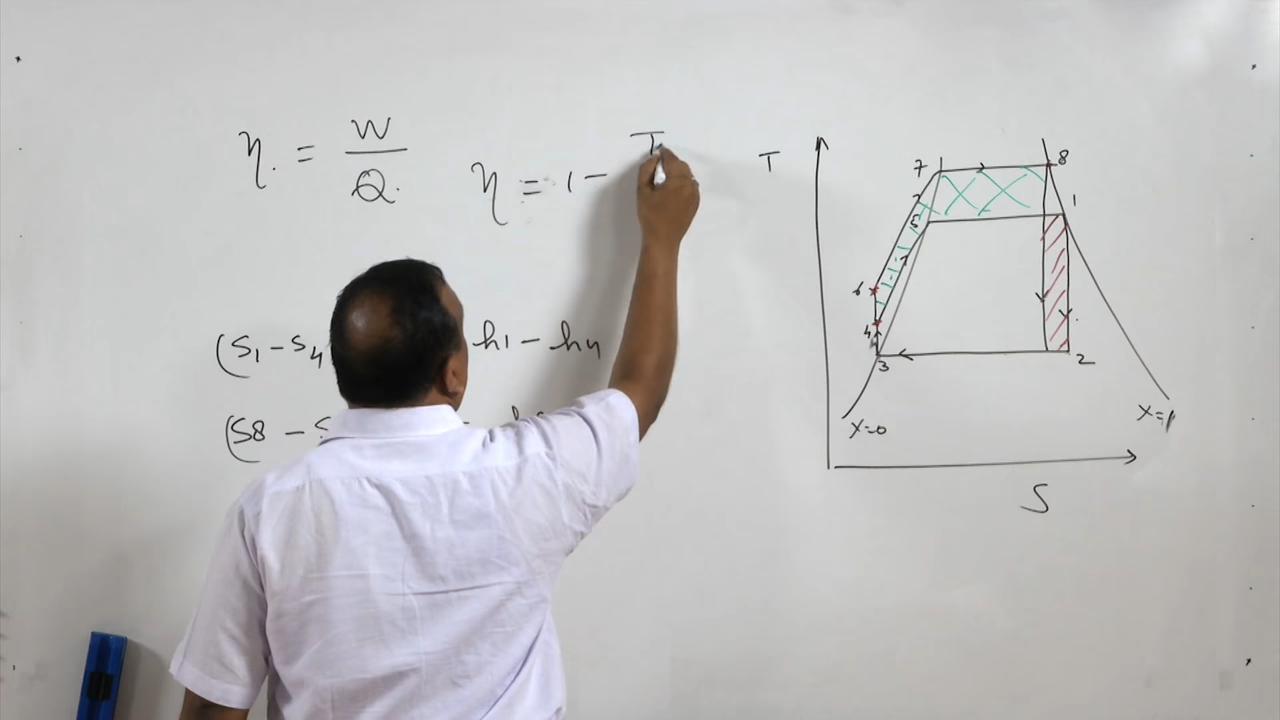 η = W/Q
η = 1 - T
(S1 - S4
h1 - h4
(S8 -
T
7
8
5
1
6
4
3
2
x=0
x=1
S